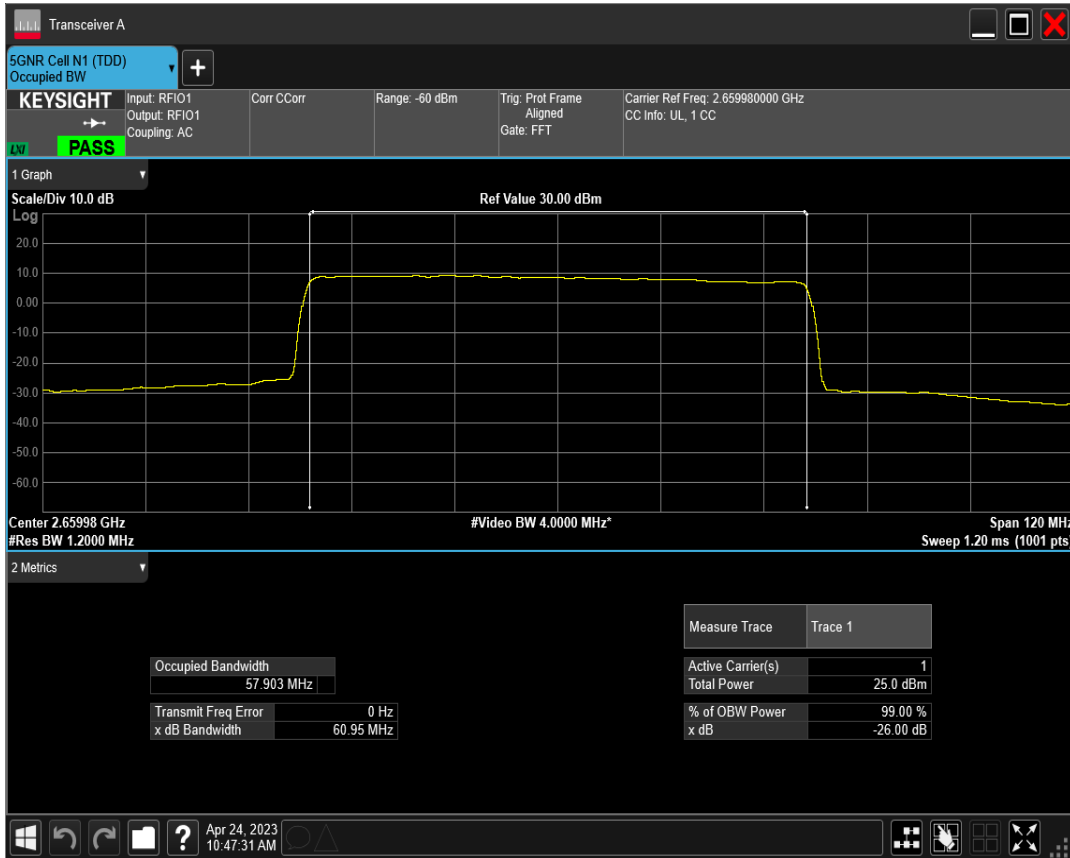 Transceiver A
5GNR Cell N1 (TDD)
Occupied BW
+
KEYSIGHT
LXI
PASS
Input: RFIO1
Output: RFIO1
Coupling: AC
Corr CCorr
Range: -60 dBm
Trig: Prot Frame
Aligned
Gate: FFT
Carrier Ref Freq: 2.659980000 GHz
CC Info: UL, 1 CC
1 Graph
Scale/Div 10.0 dB
Ref Value 30.00 dBm
Log
20.0
10.0
0.00
-10.0
-20.0
-30.0
-40.0
-50.0
-60.0
Center 2.65998 GHz
#Video BW 4.0000 MHz*
Span 120 MHz
#Res BW 1.2000 MHz
Sweep 1.20 ms (1001 pts)
2 Metrics
Measure Trace Trace 1
Occupied Bandwidth
57.903 MHz
Transmit Freq Error 0 Hz
x dB Bandwidth 60.95 MHz
Active Carrier(s) 1
Total Power 25.0 dBm
% of OBW Power 99.00 %
x dB -26.00 dB
?
Apr 24, 2023
10:47:31 AM